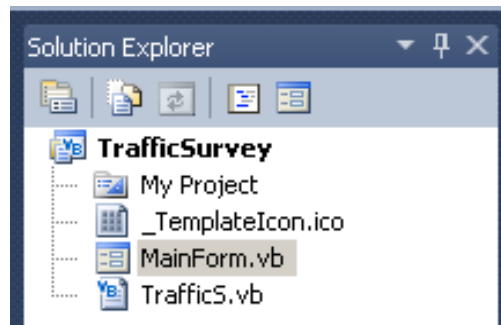 Solution Explorer
TrafficSurvey
My Project
_TemplateIcon.ico
MainForm.vb
TrafficS.vb